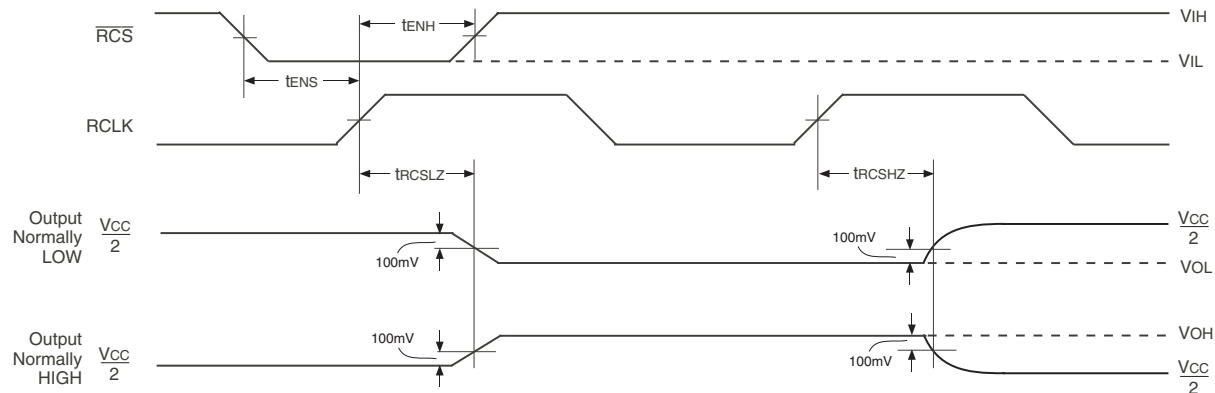 RCS
tENH
VIH
VIL
tENS
RCLK
tRCSLZ
tRCSHZ
Output
Normally
LOW
VCC
2
100mV
100mV
VCC
2
VOL
Output
Normally
HIGH
VCC
2
100mV
100mV
VOH
VCC
2